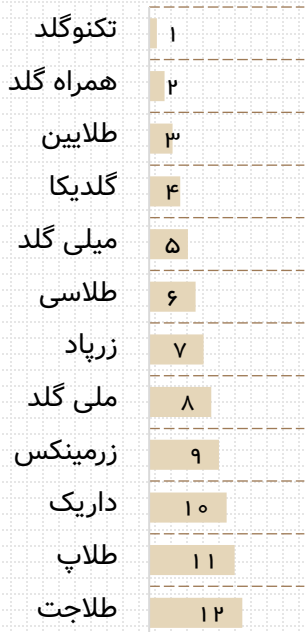 تکنوگلد ۱
همراه گلد ۲
طلایین ۳
گلدیکا ۴
میلی گلد ۵
طلاسی ۶
زرپاد ۷
ملی گلد ۸
زرمینکس ۹
داریک ۱۰
طلاپ ۱۱
طلاجت ۱۲